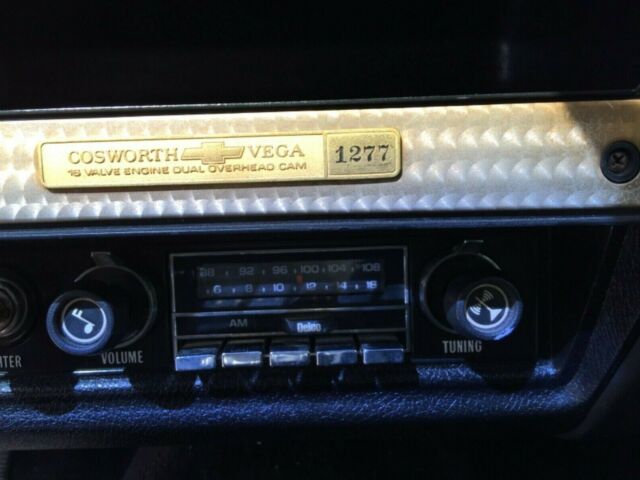 COSWORTH VEGA
16 VALVE ENGINE DUAL OVERHEAD CAM
1277
88 92 96 100 104 108
6 8 10 12 14 16
AM Delco
VOLUME
TUNING